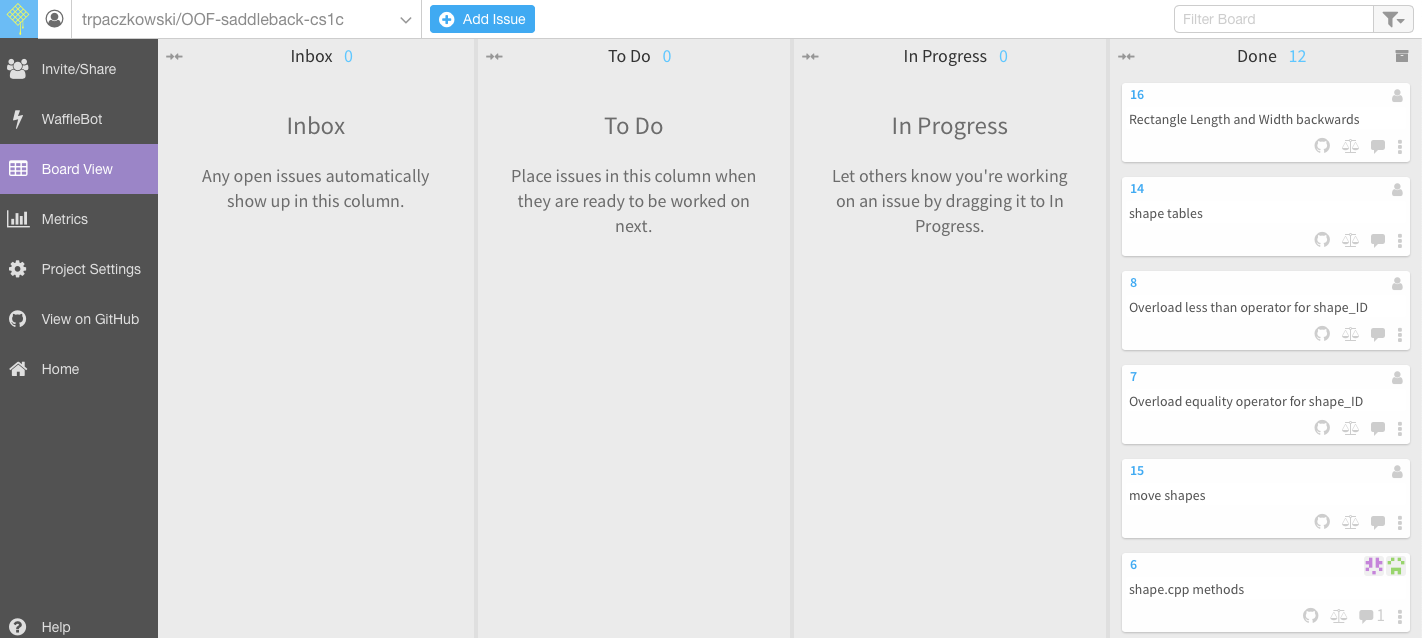 trpaczkowski/OOF-saddleback-cs1c
Add Issue
Filter Board
Invite/Share
WaffleBot
Board View
Metrics
Project Settings
View on GitHub
Home
Help
Inbox 0
Inbox
Any open issues automatically
show up in this column.
To Do 0
To Do
Place issues in this column when
they are ready to be worked on
next.
In Progress 0
In Progress
Let others know you're working
on an issue by dragging it to In
Progress.
Done 12
16
Rectangle Length and Width backwards
14
shape tables
8
Overload less than operator for shape_ID
7
Overload equality operator for shape_ID
15
move shapes
6
shape.cpp methods
1